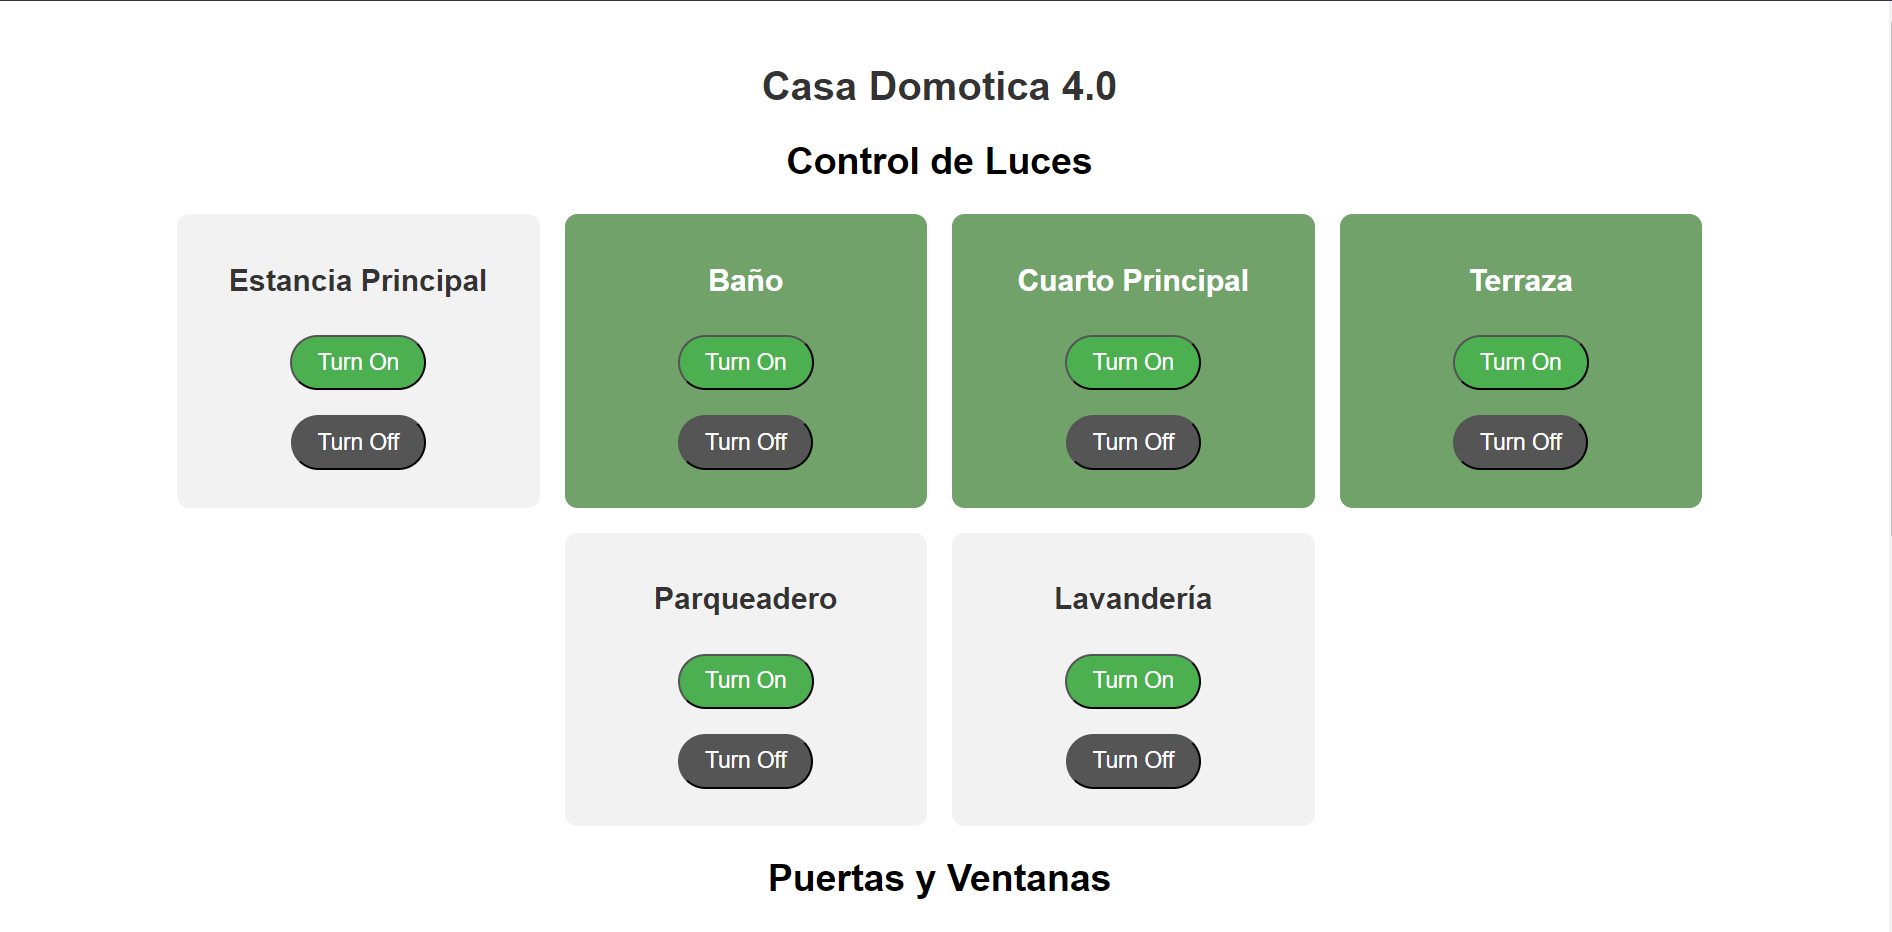 Casa Domotica 4.0
Control de Luces
Estancia Principal
Turn On
Turn Off
Baño
Turn On
Turn Off
Cuarto Principal
Turn On
Turn Off
Terraza
Turn On
Turn Off
Parqueadero
Turn On
Turn Off
Lavandería
Turn On
Turn Off
Puertas y Ventanas